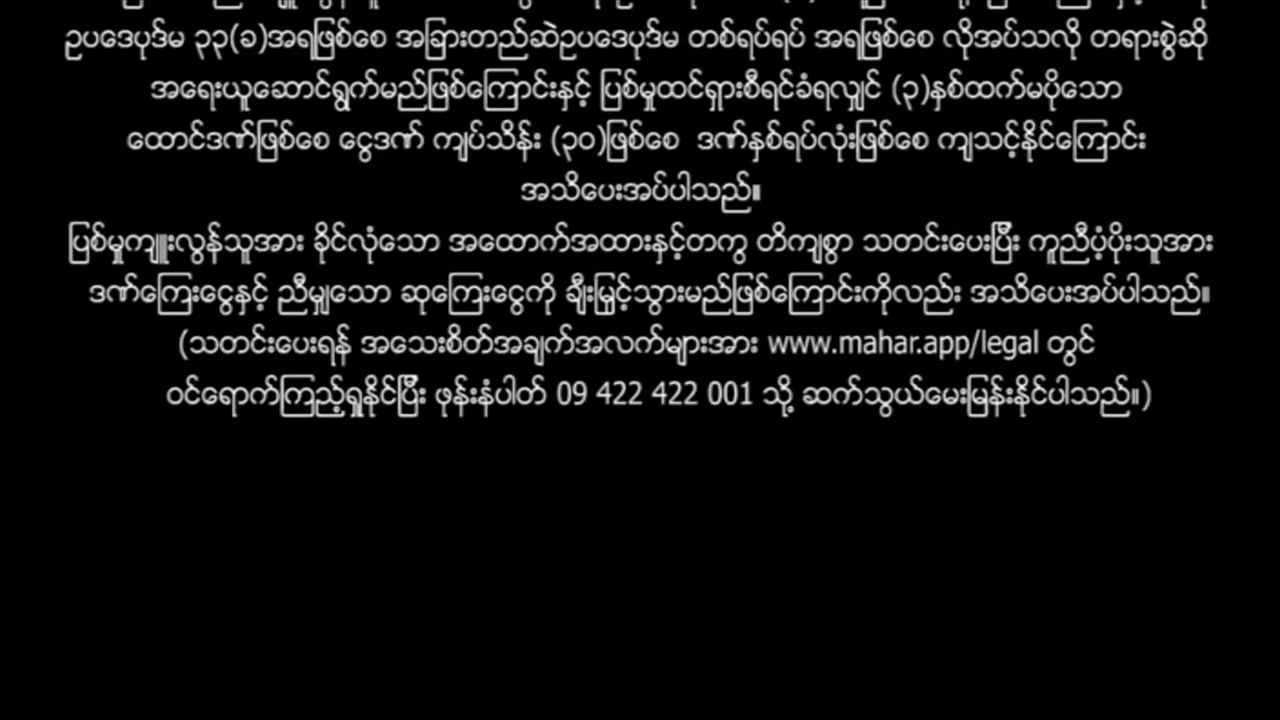 ဥပဒေပုဒ်မ ၃၃(ခ)အရဖြစ်စေ အခြားတည်ဆဲဥပဒေပုဒ်မ တစ်ရပ်ရပ် အရဖြစ်စေ လိုအပ်သလို တရားစွဲဆို
အရေးယူဆောင်ရွက်မည်ဖြစ်ကြောင်းနှင့် ပြစ်မှုထင်ရှားစီရင်ခံရလျှင် (၃)နှစ်ထက်မပိုသော
ထောင်ဒဏ်ဖြစ်စေ ငွေဒဏ် ကျပ်သိန်း (၃၀)ဖြစ်စေ ဒဏ်နှစ်ရပ်လုံးဖြစ်စေ ကျသင့်နိုင်ကြောင်း
အသိပေးအပ်ပါသည်။
ပြစ်မှုကျူးလွန်သူအား ခိုင်လုံသော အထောက်အထားနှင့်တကွ တိကျစွာ သတင်းပေးပြီး ကူညီပံ့ပိုးသူအား
ဒဏ်ကြေးငွေနှင့် ညီမျှသော ဆုကြေးငွေကို ချီးမြှင့်သွားမည်ဖြစ်ကြောင်းကိုလည်း အသိပေးအပ်ပါသည်။
(သတင်းပေးရန် အသေးစိတ်အချက်အလက်များအား www.mahar.app/legal တွင်
ဝင်ရောက်ကြည့်ရှုနိုင်ပြီး ဖုန်းနံပါတ် 09 422 422 001 သို့ ဆက်သွယ်မေးမြန်းနိုင်ပါသည်။)